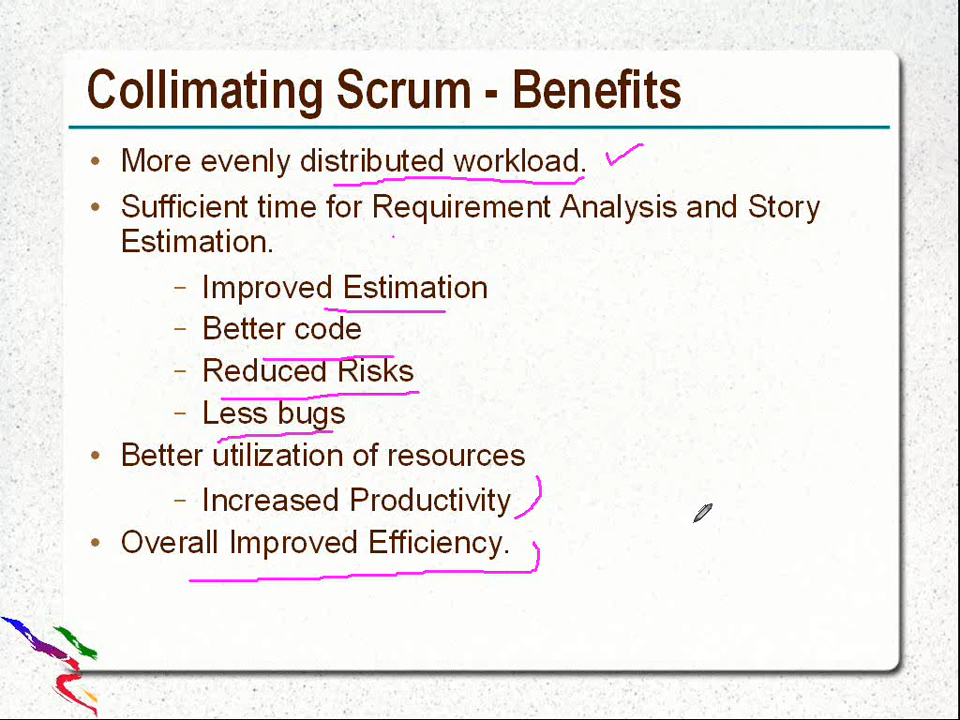 Collimating Scrum - Benefits
• More evenly distributed workload.
• Sufficient time for Requirement Analysis and Story
Estimation.
– Improved Estimation
– Better code
– Reduced Risks
– Less bugs
• Better utilization of resources
– Increased Productivity
• Overall Improved Efficiency.